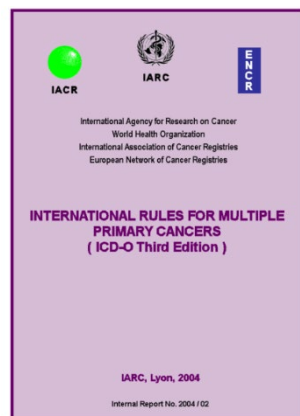 IACR
IARC
ENCR
International Agency for Research on Cancer
World Health Organization
International Association of Cancer Registries
European Network of Cancer Registries
INTERNATIONAL RULES FOR MULTIPLE
PRIMARY CANCERS
( ICD-O Third Edition )
IARC, Lyon, 2004
Internal Report No. 2004 / 02